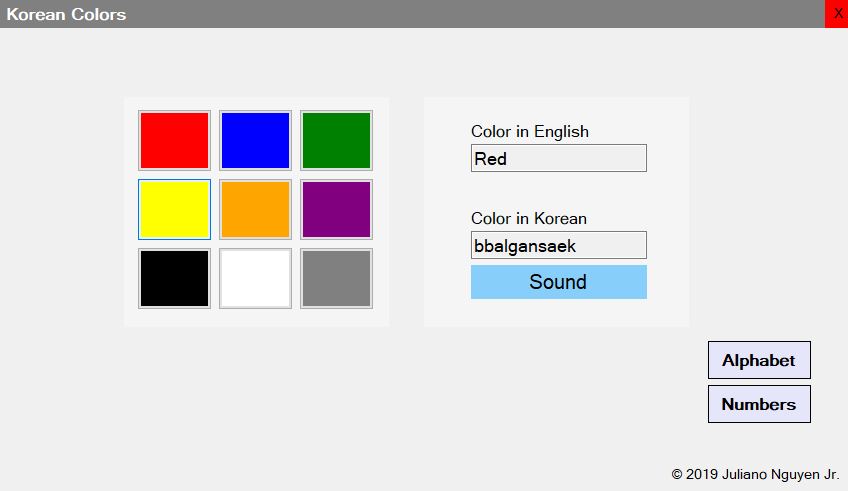 Korean Colors
X
Color in English
Red
Color in Korean
bbalgansaek
Sound
Alphabet
Numbers
© 2019 Juliano Nguyen Jr.